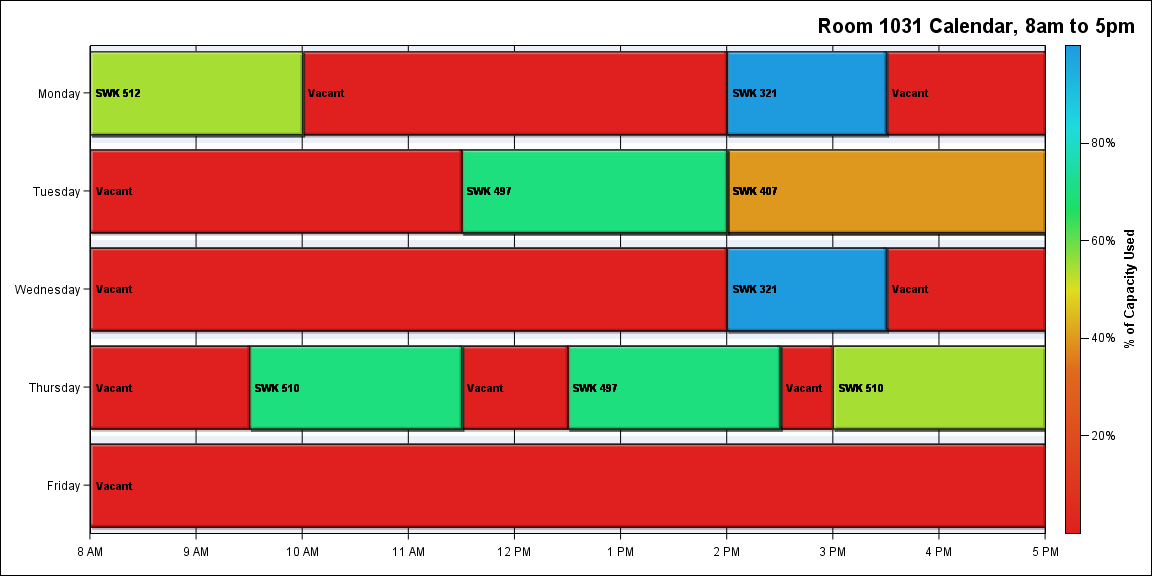 Room 1031 Calendar, 8am to 5pm
Monday
SWK 512
Vacant
SWK 321
Vacant
80%
Tuesday
Vacant
SWK 497
SWK 407
60%
% of Capacity Used
Wednesday
Vacant
SWK 321
Vacant
40%
Thursday
Vacant
SWK 510
Vacant
SWK 497
Vacant
SWK 510
20%
Friday
Vacant
8 AM
9 AM
10 AM
11 AM
12 PM
1 PM
2 PM
3 PM
4 PM
5 PM